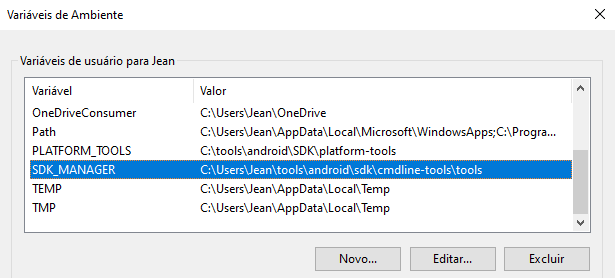 Variáveis de Ambiente
Variáveis de usuário para Jean
Variável Valor
OneDriveConsumer C:\Users\Jean\OneDrive
Path C:\Users\Jean\AppData\Local\Microsoft\WindowsApps;C:\Progra...
PLATFORM_TOOLS C:\tools\android\SDK\platform-tools
SDK_MANAGER C:\Users\Jean\tools\android\sdk\cmdline-tools\tools
TEMP C:\Users\Jean\AppData\Local\Temp
TMP C:\Users\Jean\AppData\Local\Temp
Novo... Editar... Excluir